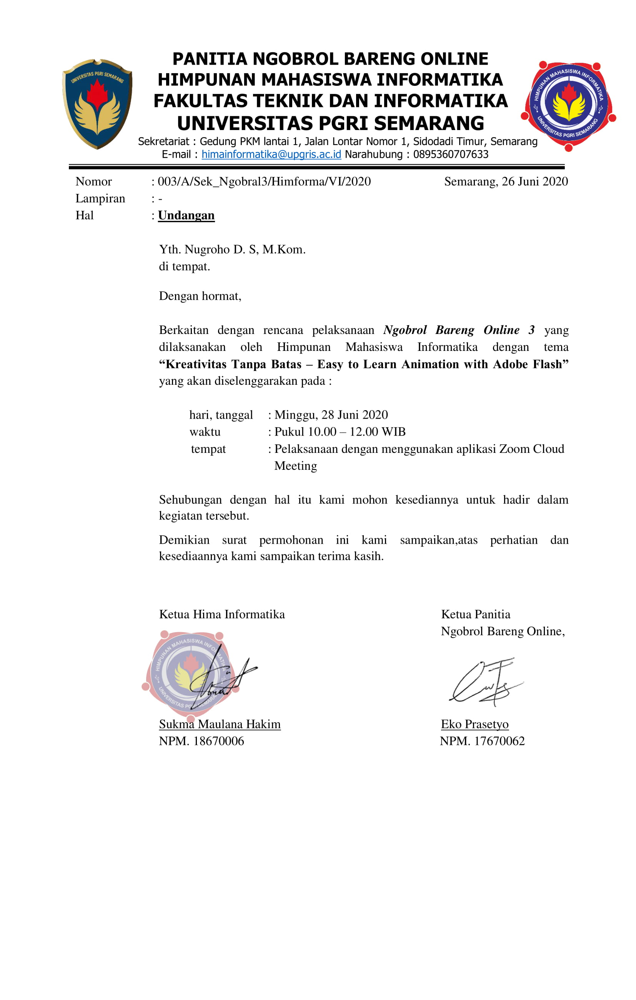 UNIVERSITAS PGRI SEMARANG
PANITIA NGOBROL BARENG ONLINE
HIMPUNAN MAHASISWA INFORMATIKA
FAKULTAS TEKNIK DAN INFORMATIKA
UNIVERSITAS PGRI SEMARANG
HIMPUNAN MAHASISWA INFORMATIKA
UNIVERSITAS PGRI SEMARANG
Sekretariat : Gedung PKM lantai 1, Jalan Lontar Nomor 1, Sidodadi Timur, Semarang
E-mail : himainformatika@upgris.ac.id Narahubung : 0895360707633
Nomor : 003/A/Sek_Ngobral3/Himforma/VI/2020 Semarang, 26 Juni 2020
Lampiran : -
Hal : Undangan
Yth. Nugroho D. S, M.Kom.
di tempat.
Dengan hormat,
Berkaitan dengan rencana pelaksanaan Ngobrol Bareng Online 3 yang
dilaksanakan oleh Himpunan Mahasiswa Informatika dengan tema
“Kreativitas Tanpa Batas – Easy to Learn Animation with Adobe Flash”
yang akan diselenggarakan pada :
hari, tanggal : Minggu, 28 Juni 2020
waktu : Pukul 10.00 – 12.00 WIB
tempat : Pelaksanaan dengan menggunakan aplikasi Zoom Cloud
Meeting
Sehubungan dengan hal itu kami mohon kesediannya untuk hadir dalam
kegiatan tersebut.
Demikian surat permohonan ini kami sampaikan,atas perhatian dan
kesediaannya kami sampaikan terima kasih.
Ketua Hima Informatika Ketua Panitia
Ngobrol Bareng Online,
HIMPUNAN MAHASISWA INFORMATIKA
UNIVERSITAS PGRI SEMARANG
Sukma Maulana Hakim Eko Prasetyo
NPM. 18670006 NPM. 17670062